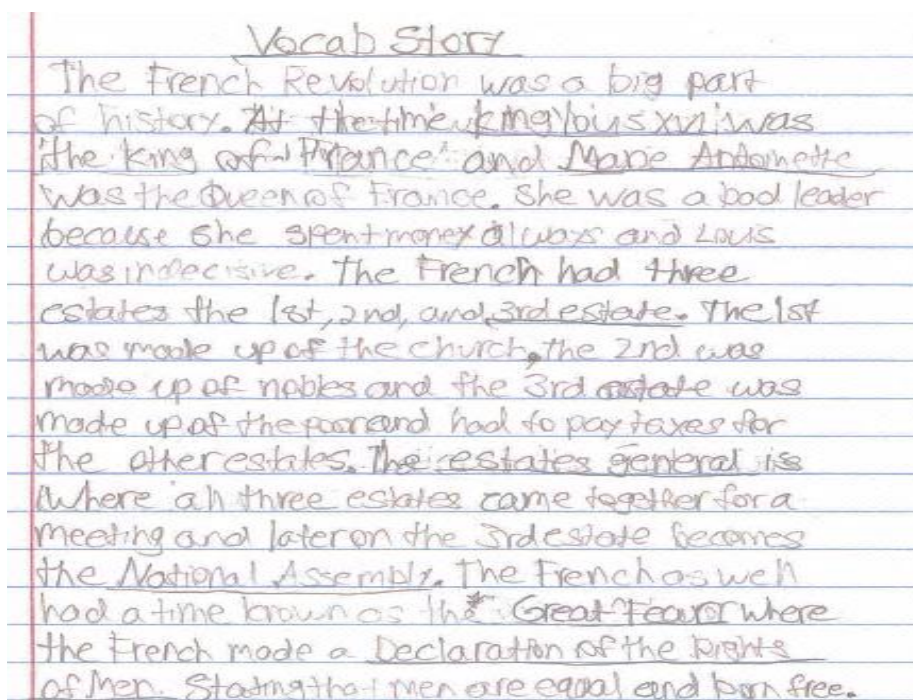 Vocab Story
The French Revolution was a big part
of history. At the time king louis xvi was
the king of France and Marie Antoinette
was the Queen of France. She was a bad leader
because she spent money always and Louis
was indecisive. The French had three
estates the 1st, 2nd, and 3rd estate. The 1st
was made up of the church, the 2nd was
made up of nobles and the 3rd estate was
made up of the poor and had to pay taxes for
the other estates. The estates general is
where all three estates came together for a
meeting and later on the 3rd estate becomes
the National Assembly. The French as well
had a time known as the Great Fear where
the French made a Declaration of the Rights
of Men. Stating that men are equal and born free.